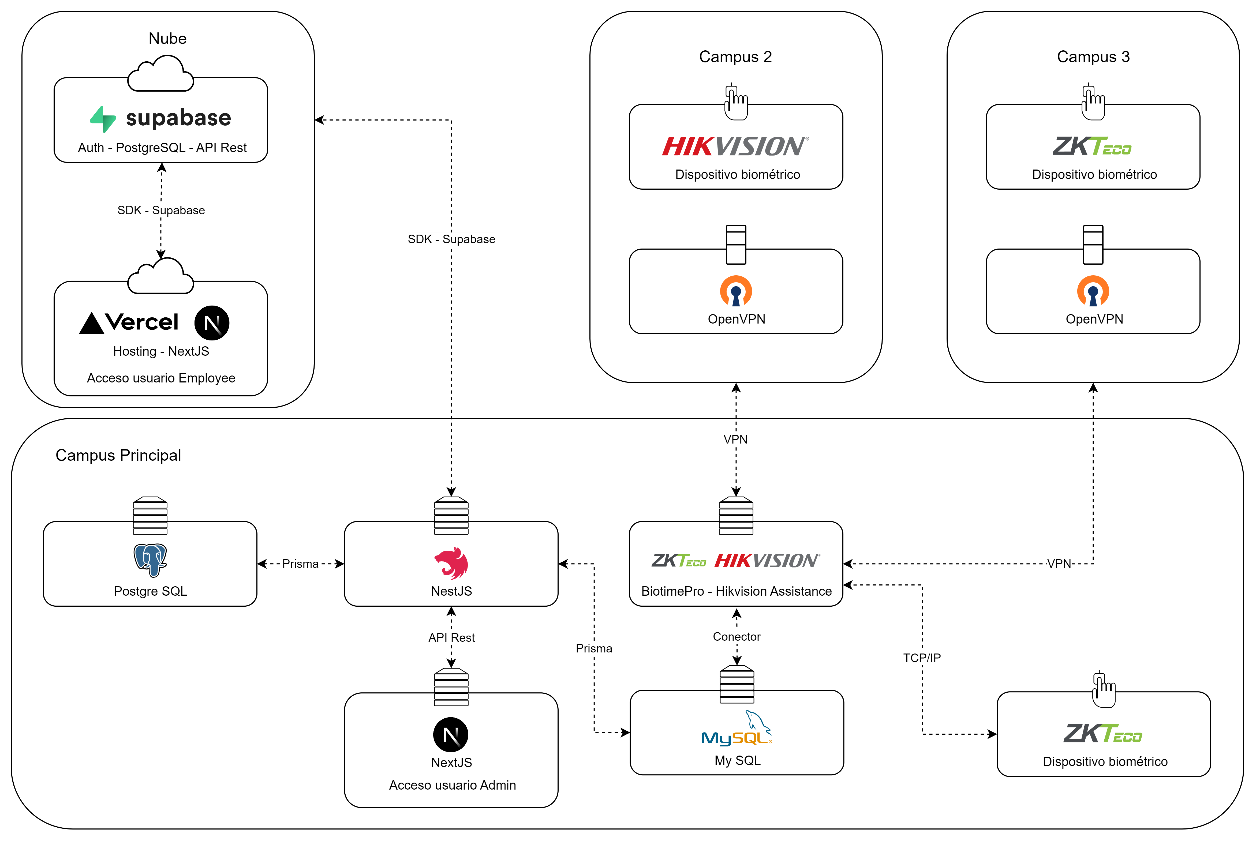 Nube
supabase
Auth - PostgreSQL - API Rest
SDK - Supabase
Vercel N
Hosting - NextJS
Acceso usuario Employee
SDK - Supabase
Campus 2
HIKVISION®
Dispositivo biométrico
OpenVPN
Campus 3
ZKTECO
Dispositivo biométrico
OpenVPN
VPN
VPN
Campus Principal
Postgre SQL
Prisma
NestJS
API Rest
N
NextJS
Acceso usuario Admin
Prisma
ZKTECO HIKVISION®
BiotimePro - Hikvision Assistance
Conector
MySQL
My SQL
TCP/IP
ZKTECO
Dispositivo biométrico